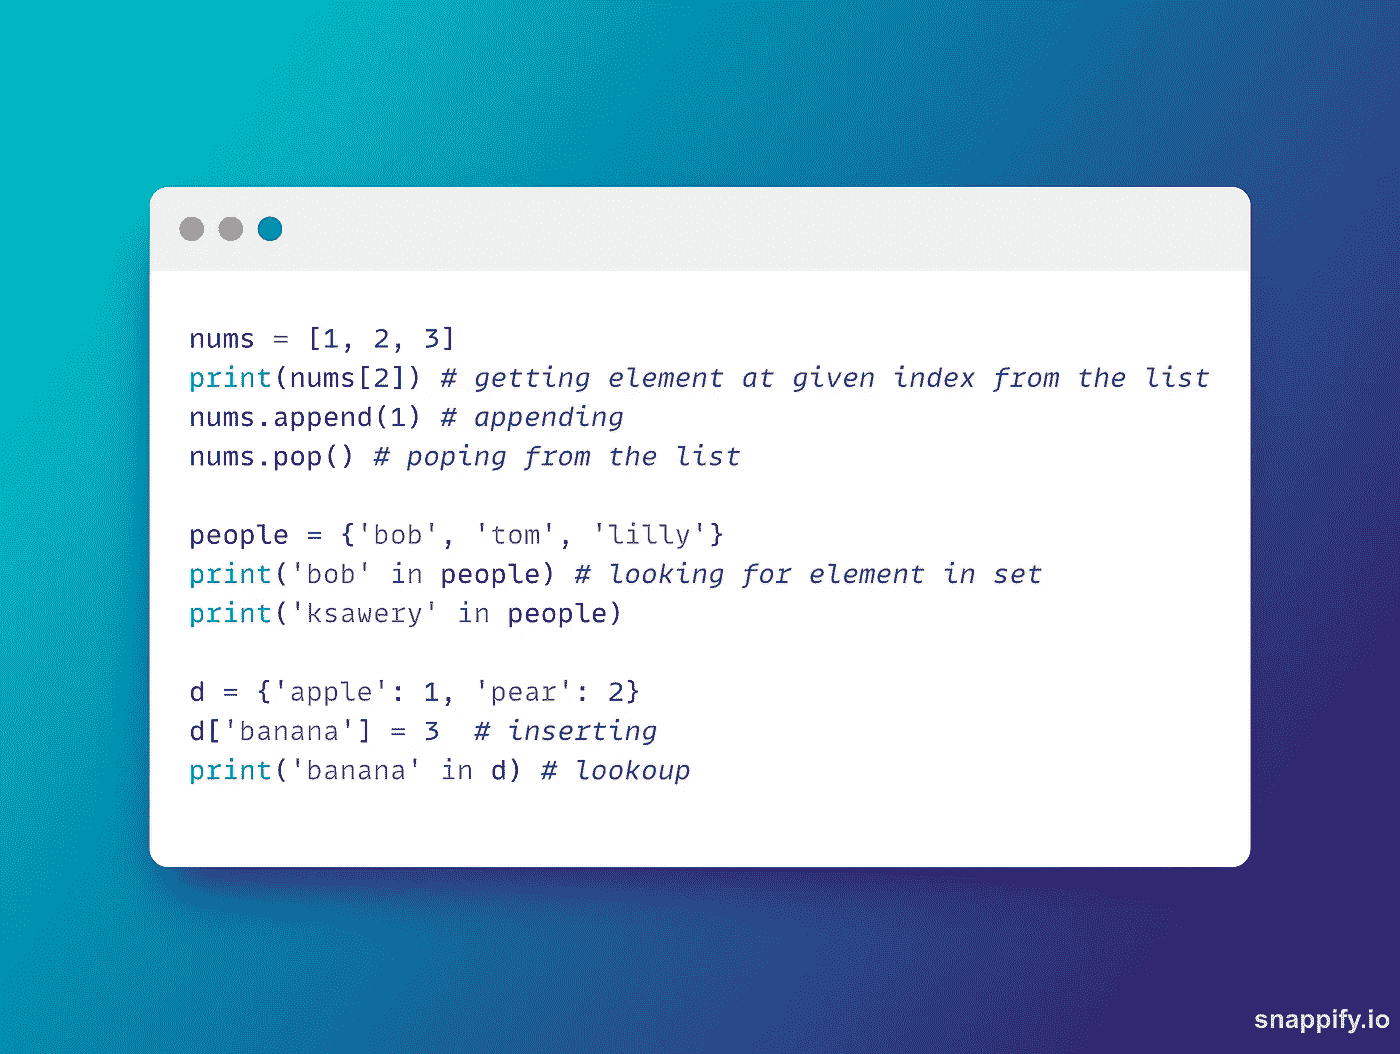 nums = [1, 2, 3]
print(nums[2]) # getting element at given index from the list
nums.append(1) # appending
nums.pop() # poping from the list
people = {'bob', 'tom', 'lilly'}
print('bob' in people) # looking for element in set
print('ksawery' in people)
d = {'apple': 1, 'pear': 2}
d['banana'] = 3  # inserting
print('banana' in d) # lookoup
snappify.io